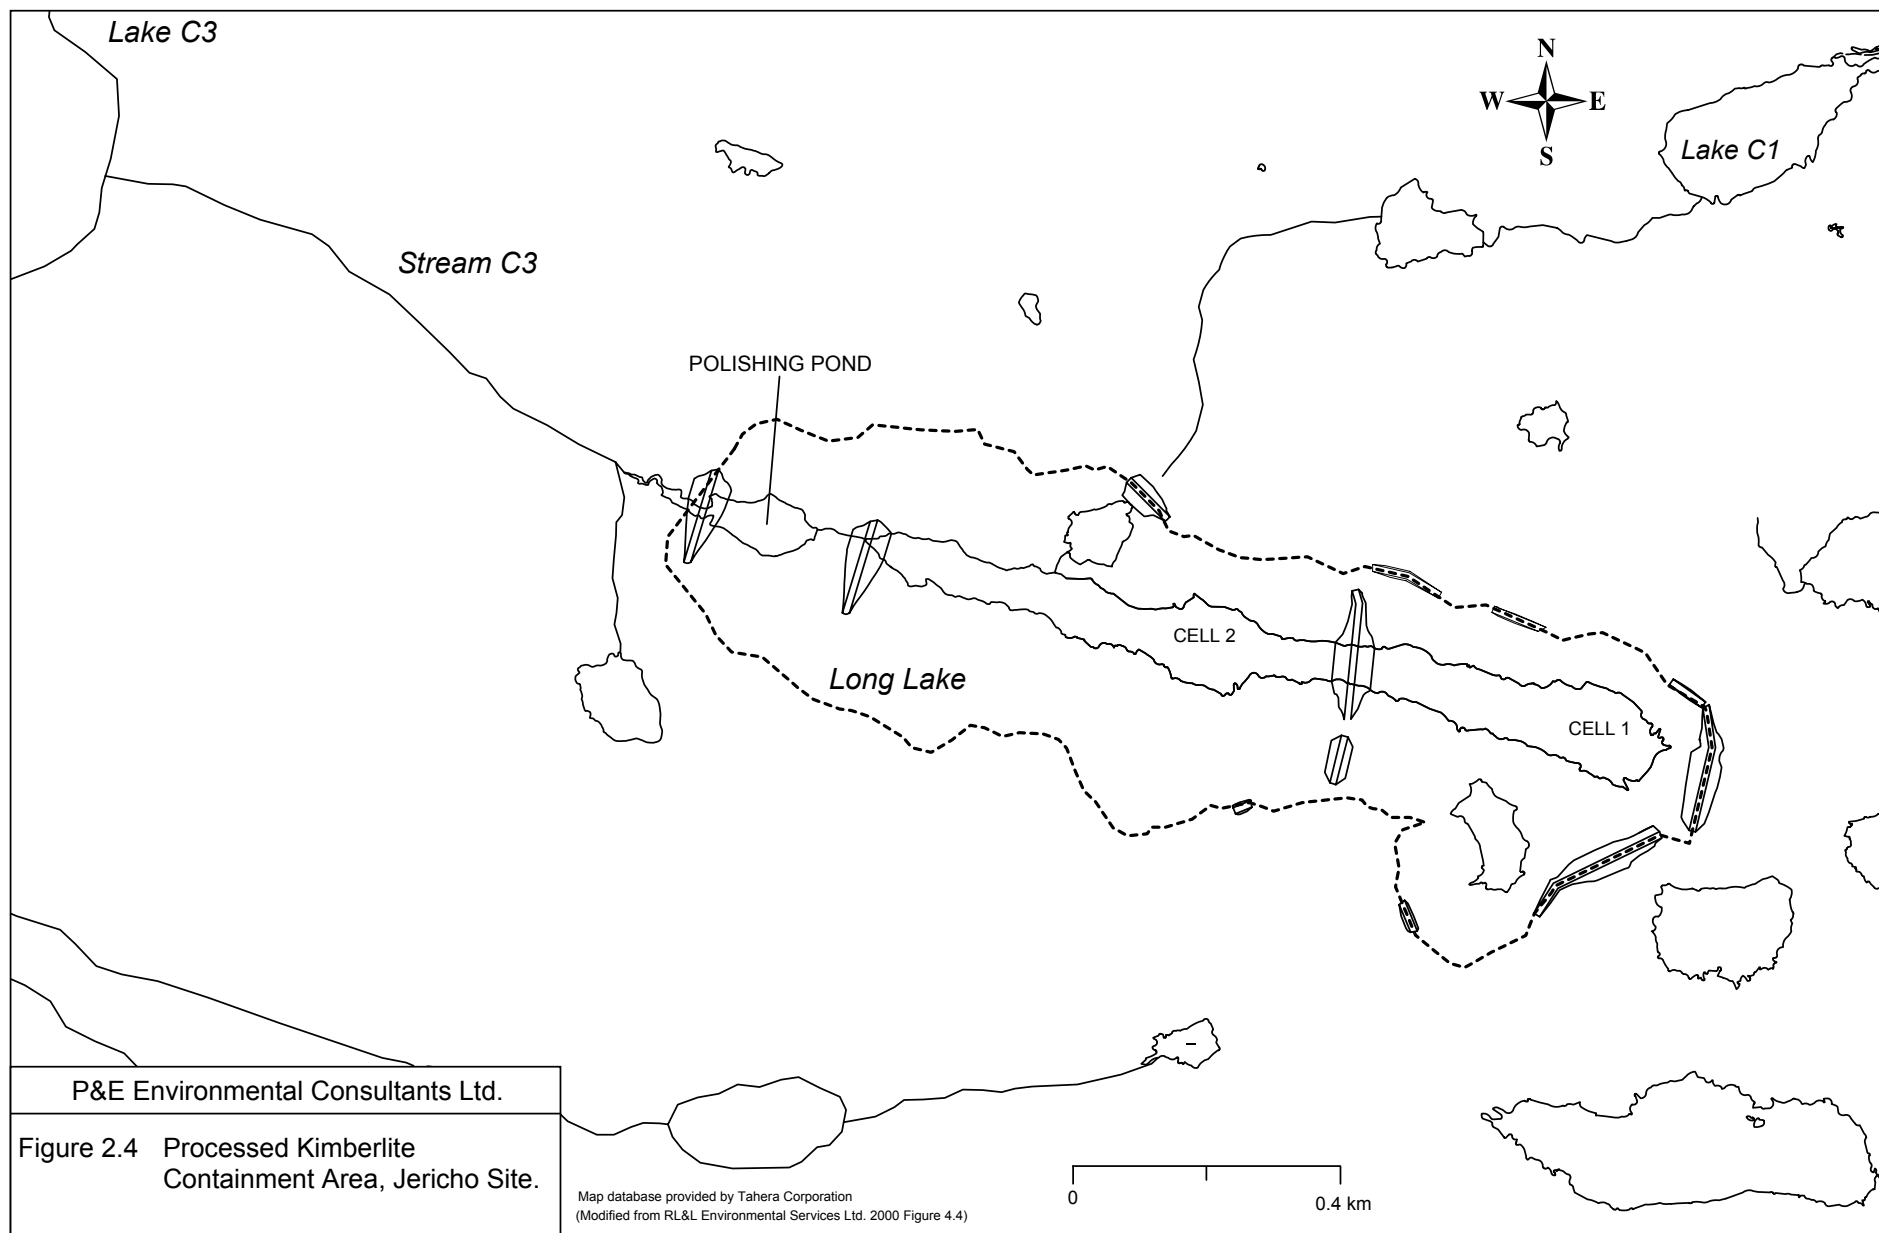 Lake C3
N
W E
S
Lake C1
Stream C3
POLISHING POND
CELL 2
Long Lake
CELL 1
P&E Environmental Consultants Ltd.
Figure 2.4 Processed Kimberlite
Containment Area, Jericho Site.
Map database provided by Tahera Corporation
(Modified from RL&L Environmental Services Ltd. 2000 Figure 4.4)
0 0.4 km